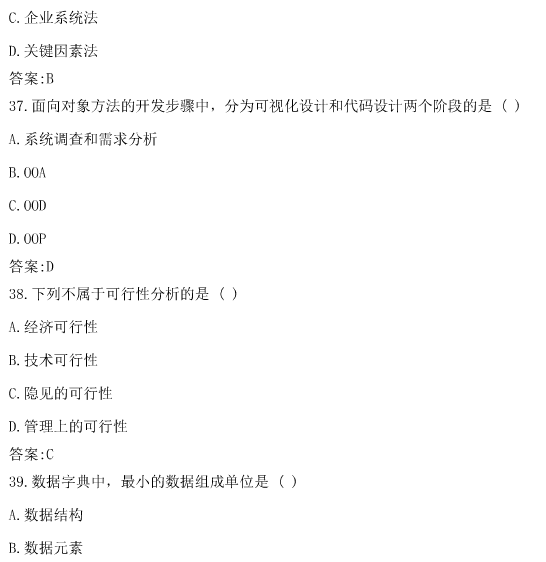 C.企业系统法
D.关键因素法
答案:B
37.面向对象方法的开发步骤中，分为可视化设计和代码设计两个阶段的是 ( )
A.系统调查和需求分析
B.OOA
C.OOD
D.OOP
答案:D
38.下列不属于可行性分析的是 ( )
A.经济可行性
B.技术可行性
C.隐见的可行性
D.管理上的可行性
答案:C
39.数据字典中，最小的数据组成单位是 ( )
A.数据结构
B.数据元素